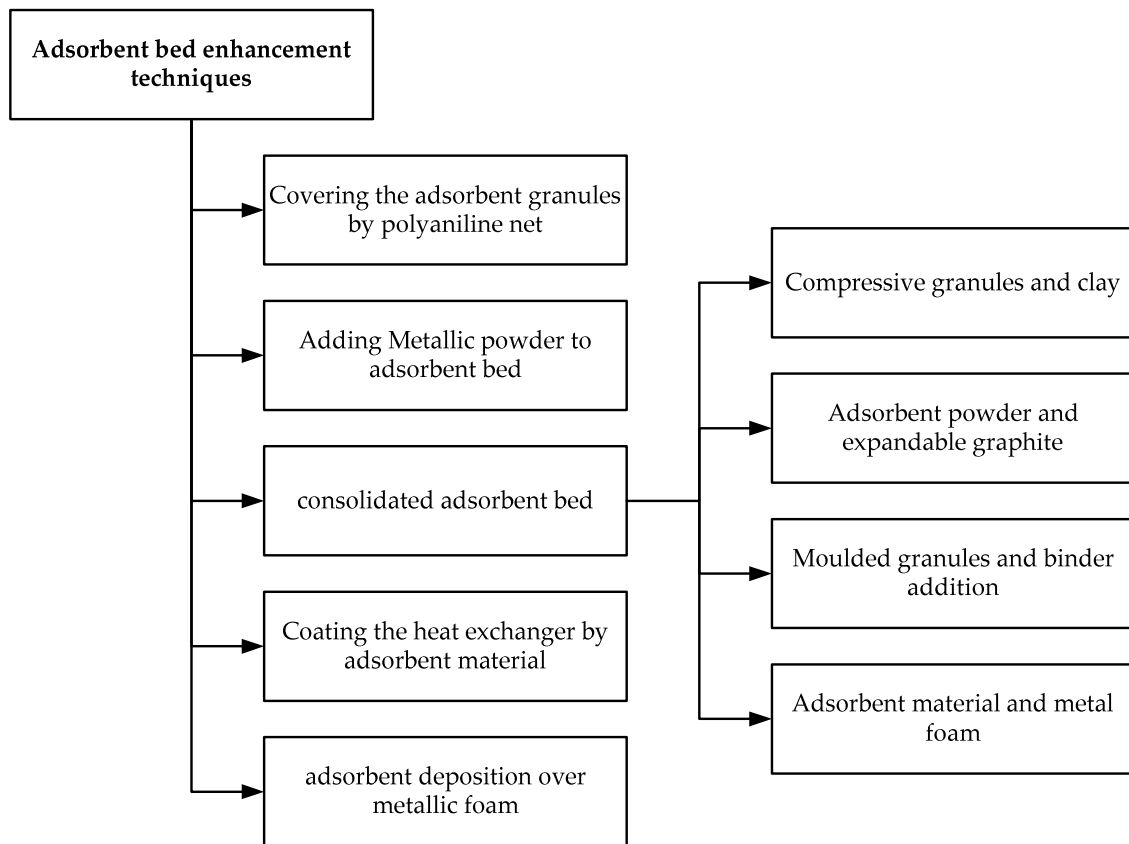 Adsorbent bed enhancement
techniques
Covering the adsorbent granules
by polyaniline net
Adding Metallic powder to
adsorbent bed
consolidated adsorbent bed
Coating the heat exchanger by
adsorbent material
adsorbent deposition over
metallic foam
Compressive granules and clay
Adsorbent powder and
expandable graphite
Moulded granules and binder
addition
Adsorbent material and metal
foam